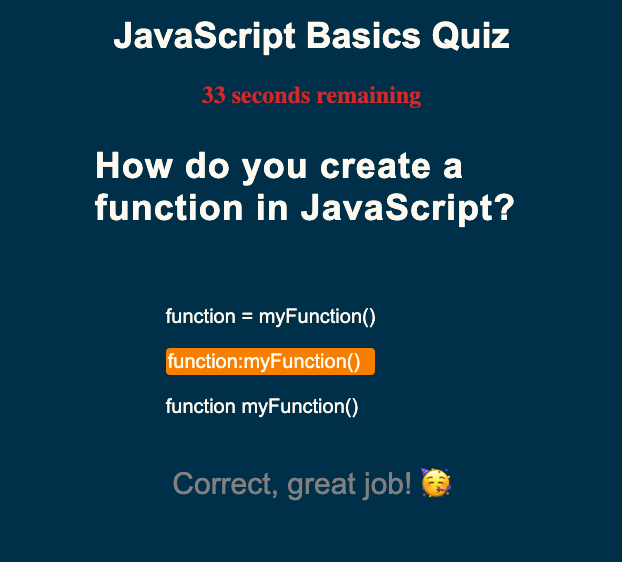 JavaScript Basics Quiz
33 seconds remaining
How do you create a
function in JavaScript?
function = myFunction()
function:myFunction()
function myFunction()
Correct, great job! 🥳